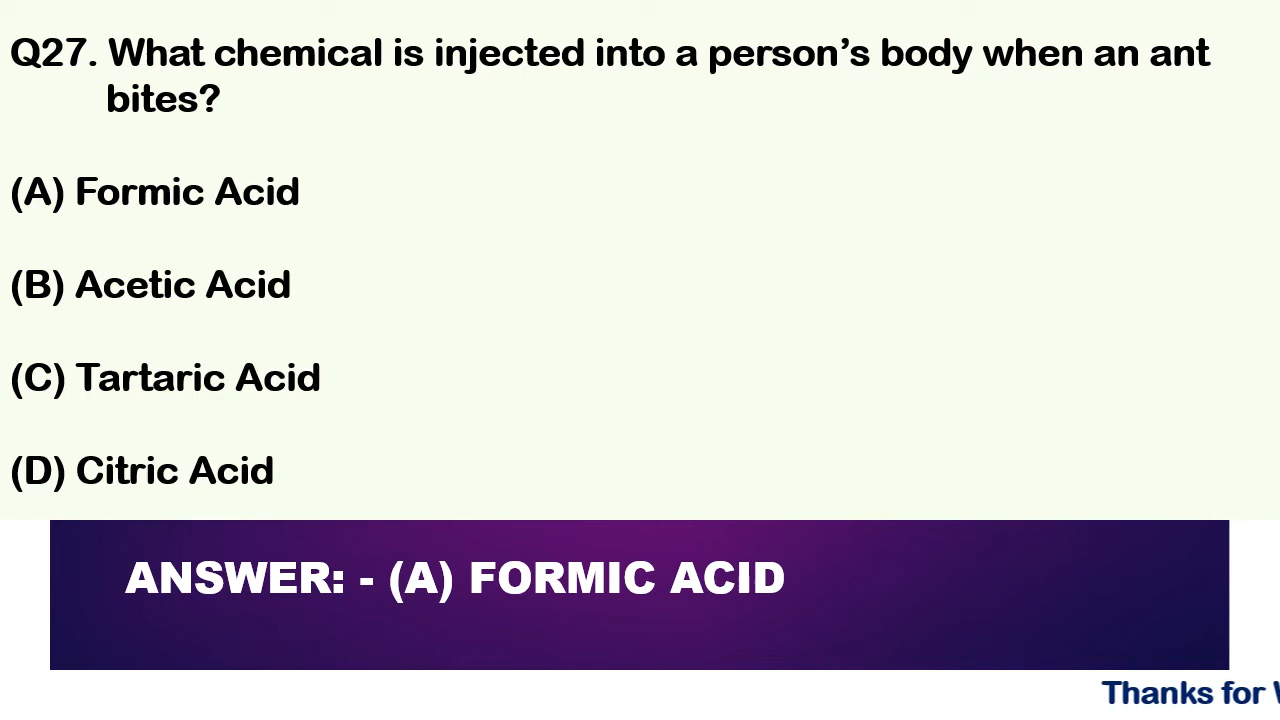 Q27. What chemical is injected into a person’s body when an ant
bites?
(A) Formic Acid
(B) Acetic Acid
(C) Tartaric Acid
(D) Citric Acid
ANSWER: - (A) FORMIC ACID
Thanks for